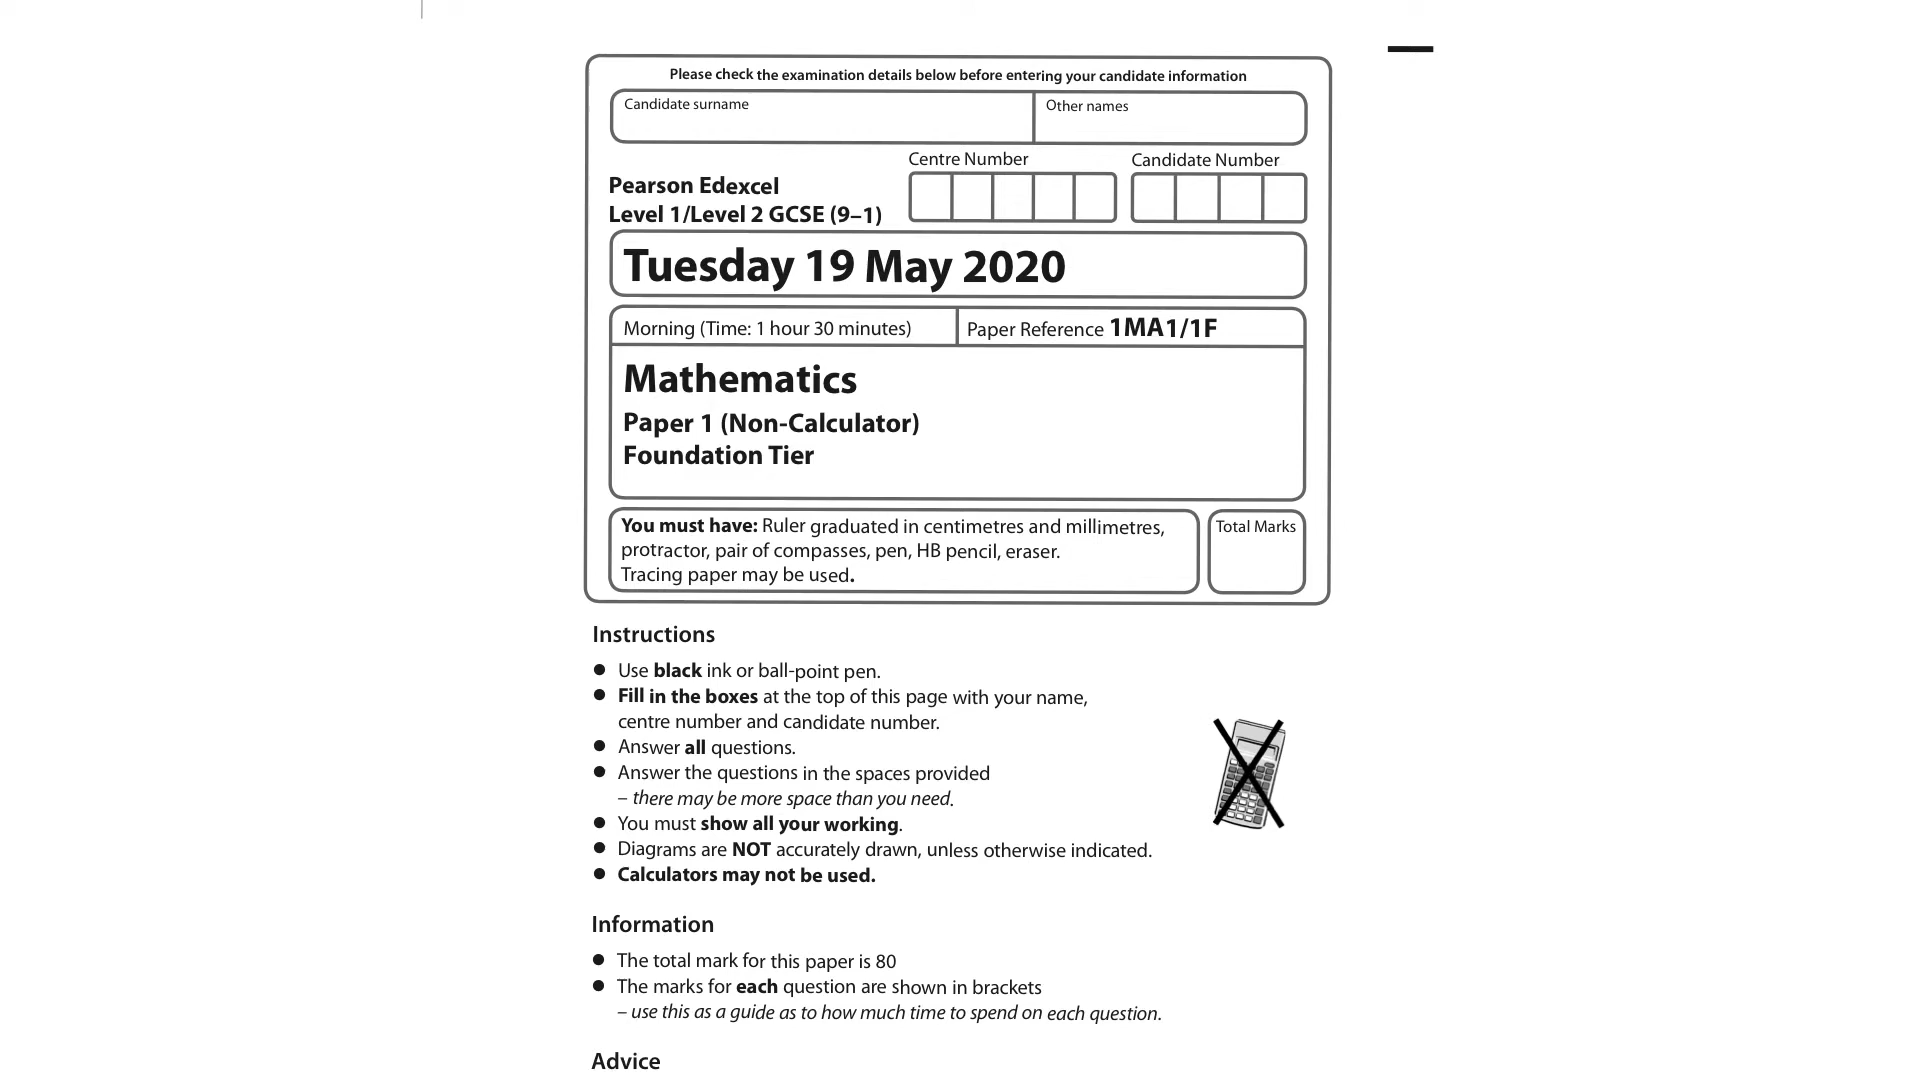 Please check the examination details below before entering your candidate information
Candidate surname
Other names
Centre Number
Candidate Number
Pearson Edexcel
Level 1/Level 2 GCSE (9–1)
Tuesday 19 May 2020
Morning (Time: 1 hour 30 minutes)
Paper Reference 1MA1/1F
Mathematics
Paper 1 (Non-Calculator)
Foundation Tier
You must have: Ruler graduated in centimetres and millimetres,
protractor, pair of compasses, pen, HB pencil, eraser.
Tracing paper may be used.
Total Marks
Instructions
● Use black ink or ball-point pen.
● Fill in the boxes at the top of this page with your name,
centre number and candidate number.
● Answer all questions.
● Answer the questions in the spaces provided
– there may be more space than you need.
● You must show all your working.
● Diagrams are NOT accurately drawn, unless otherwise indicated.
● Calculators may not be used.
Information
● The total mark for this paper is 80
● The marks for each question are shown in brackets
– use this as a guide as to how much time to spend on each question.
Advice